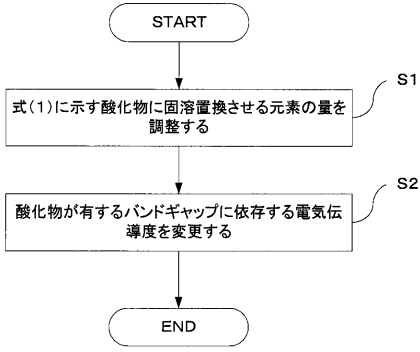 START
S1
式(1)に示す酸化物に固溶置換させる元素の量を
調整する
S2
酸化物が有するバンドギャップに依存する電気伝
導度を変更する
END